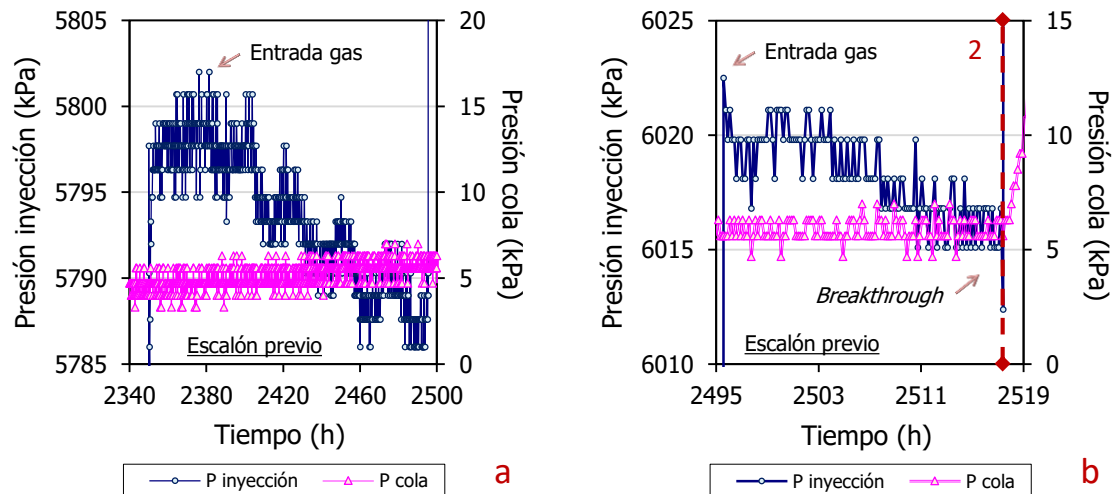 5805
5800
5795
5790
5785
Presión inyección (kPa)
20
15
10
5
0
Presión cola (kPa)
Entrada gas
Escalón previo
2340
2380
2420
2460
2500
Tiempo (h)
P inyección
P cola
a
6025
6020
6015
6010
Presión inyección (kPa)
15
10
5
0
Presión cola (kPa)
Entrada gas
2
Breakthrough
Escalón previo
2495
2503
2511
2519
Tiempo (h)
P inyección
P cola
b